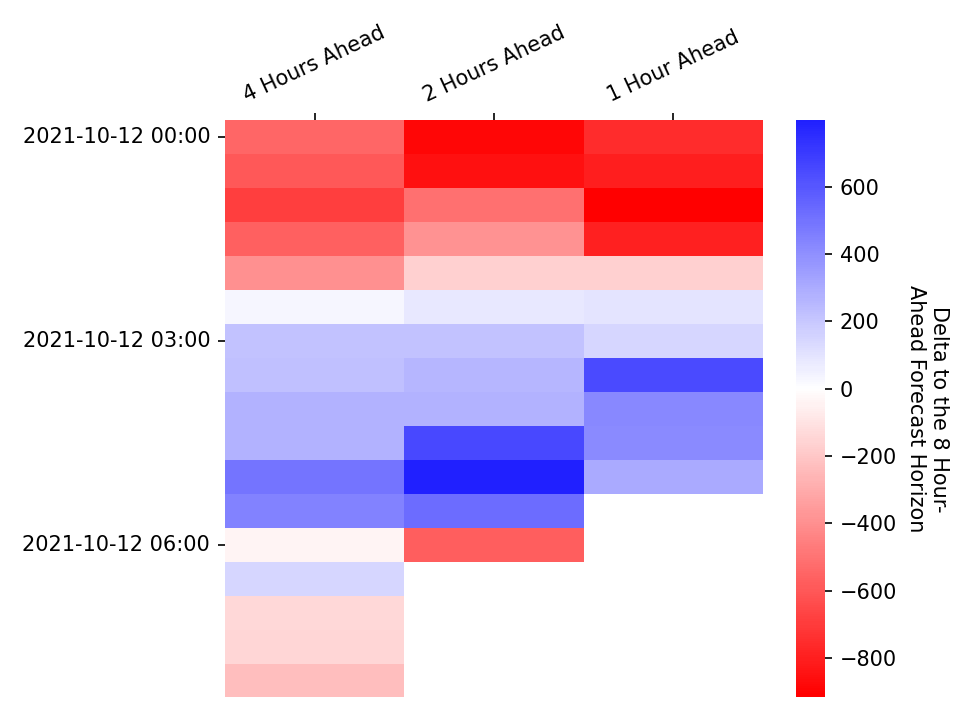 4 Hours Ahead
2 Hours Ahead
1 Hour Ahead
2021-10-12 00:00
2021-10-12 03:00
2021-10-12 06:00
600
400
200
0
−200
−400
−600
−800
Delta to the 8 Hour-
Ahead Forecast Horizon